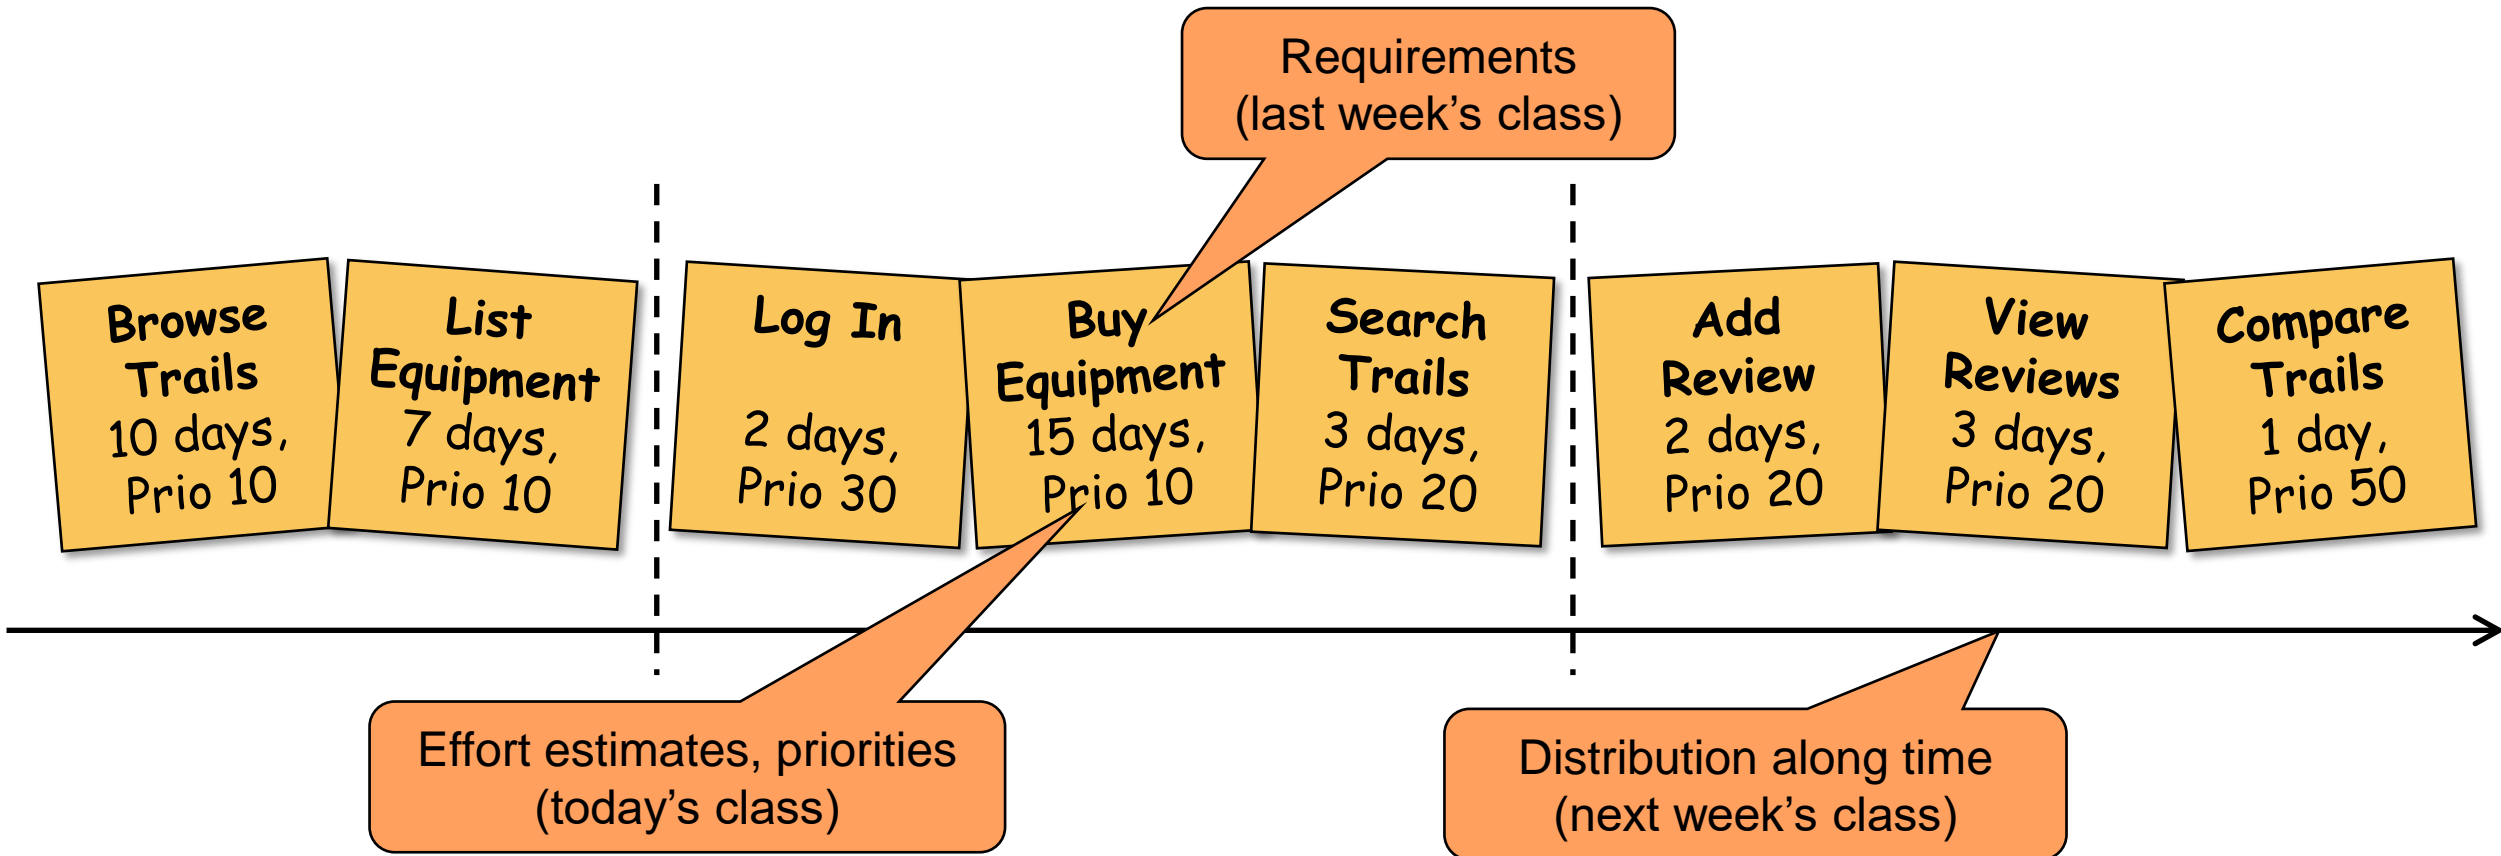 Requirements
(last week’s class)
Browse
Trails
10 days,
Prio 10
List
Equipment
7 days,
Prio 10
Log In
2 days,
Prio 30
Buy
Equipment
15 days,
Prio 10
Search
Trails
3 days,
Prio 20
Add
Review
2 days,
Prio 20
View
Reviews
3 days,
Prio 20
Compare
Trails
1 day,
Prio 50
Effort estimates, priorities
(today’s class)
Distribution along time
(next week’s class)